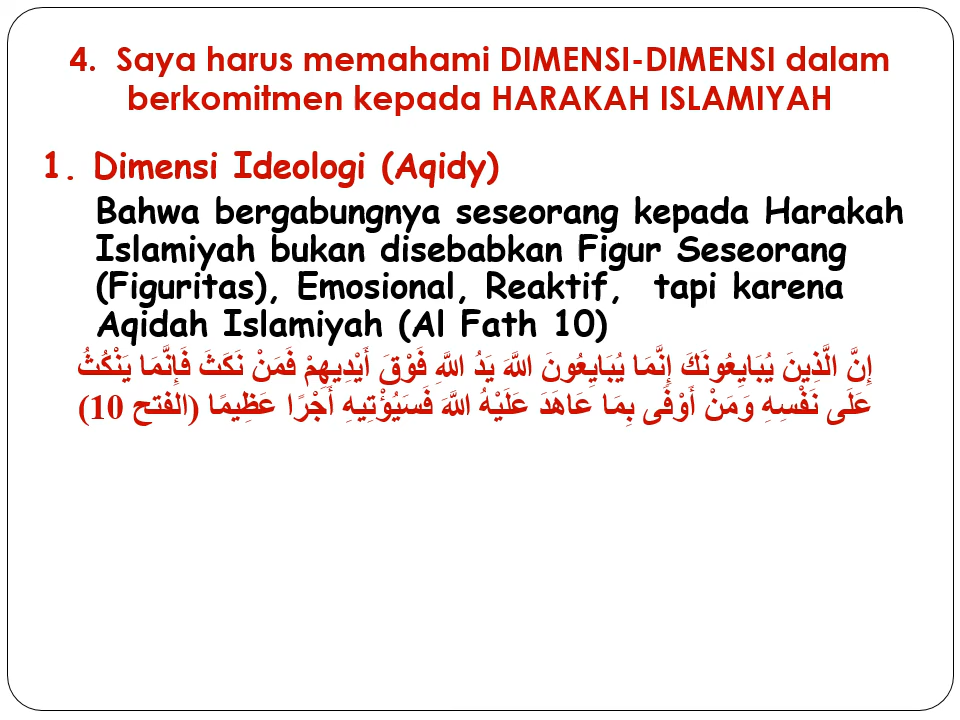 4.  Saya harus memahami DIMENSI-DIMENSI dalam
berkomitmen kepada HARAKAH ISLAMIYAH
1. Dimensi Ideologi (Aqidy)
Bahwa bergabungnya seseorang kepada Harakah
Islamiyah bukan disebabkan Figur Seseorang
(Figuritas), Emosional, Reaktif,  tapi karena
Aqidah Islamiyah (Al Fath 10)
إِنَّ الَّذِينَ يُبَايِعُونَكَ إِنَّمَا يُبَايِعُونَ اللَّهَ يَدُ اللَّهِ فَوْقَ أَيْدِيهِمْ فَمَنْ نَكَثَ فَإِنَّمَا يَنْكُثُ
عَلَى نَفْسِهِ وَمَنْ أَوْفَى بِمَا عَاهَدَ عَلَيْهُ اللَّهَ فَسَيُؤْتِيهِ أَجْرًا عَظِيمًا (الفتح 10)